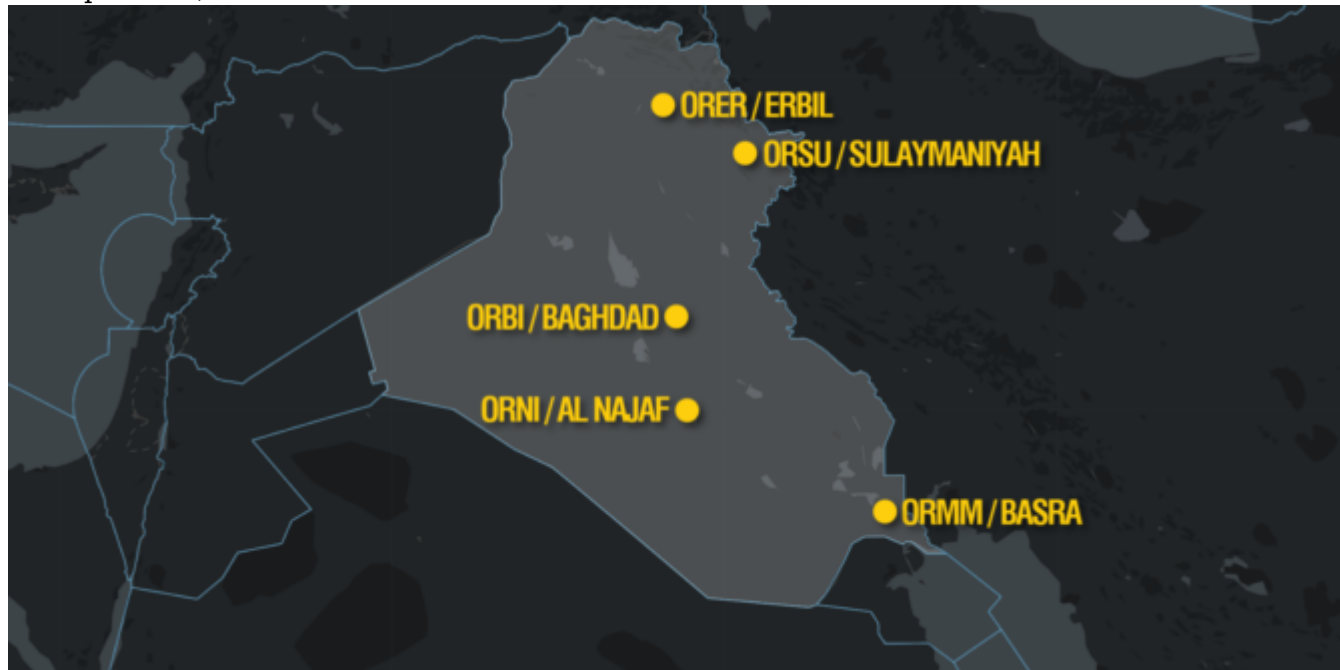 ORER / ERBIL
ORSU / SULAYMANIYAH
ORBI / BAGHDAD
ORNI / AL NAJAF
ORMM / BASRA